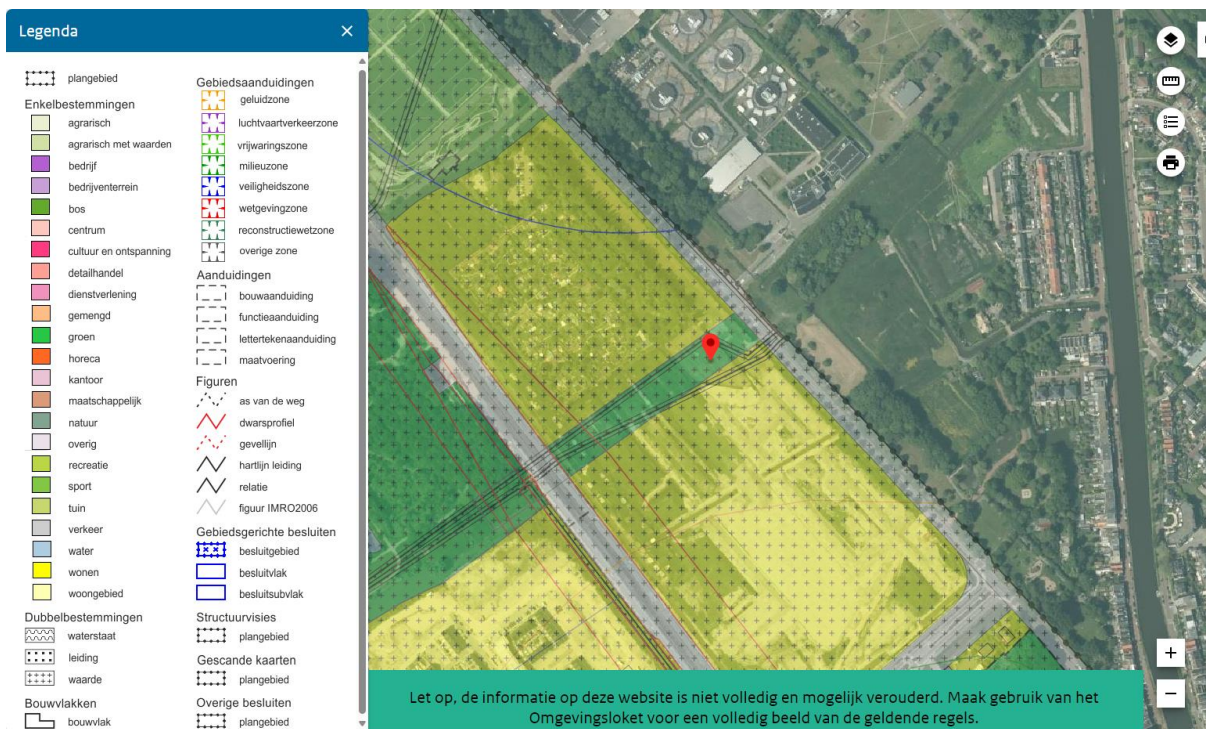 Legenda
plangebied
Enkelbestemmingen
agrarisch
agrarisch met waarden
bedrijf
bedrijventerrein
bos
centrum
cultuur en ontspanning
detailhandel
dienstverlening
gemengd
groen
horeca
kantoor
maatschappelijk
natuur
overig
recreatie
sport
tuin
verkeer
water
wonen
woongebied
Dubbelbestemmingen
waterstaat
leiding
waarde
Bouwvlakken
bouwvlak
Gebiedsaanduidingen
geluidzone
luchtvaartverkeerzone
vrijwaringszone
milieuzone
veiligheidszone
wetgevingzone
reconstructiewetzone
overige zone
Aanduidingen
bouwaanduiding
functieaanduiding
lettertekenaanduiding
maatvoering
Figuren
as van de weg
dwarsprofiel
gevellijn
hartlijn leiding
relatie
figuur IMRO2006
Gebiedsgerichte besluiten
besluitgebied
besluitvlak
besluitsubvlak
Structuurvisies
plangebied
Gescande kaarten
plangebied
Overige besluiten
plangebied
Let op, de informatie op deze website is niet volledig en mogelijk verouderd. Maak gebruik van het
Omgevingsloket voor een volledig beeld van de geldende regels.